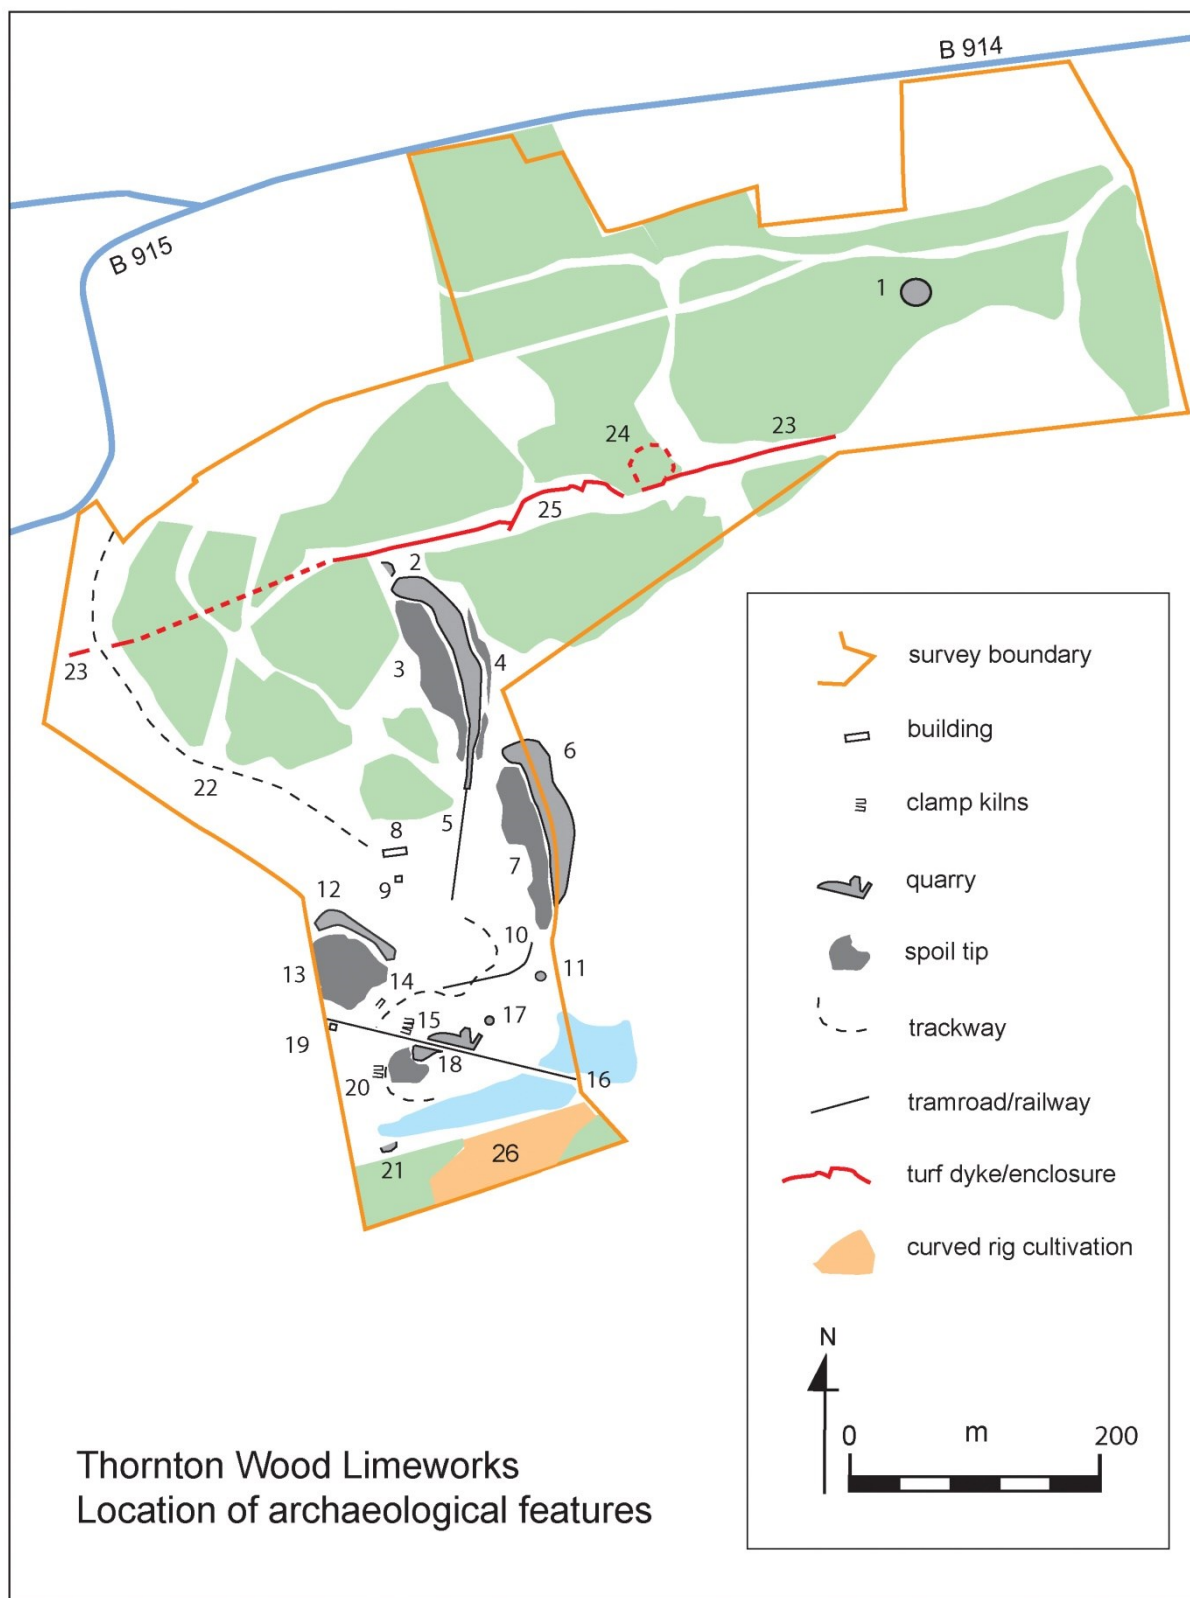 B 914
B 915
1
24
23
25
2
23
3
4
6
22
5
8
7
9
12
10
13
14
11
15
17
19
18
20
16
21
26
survey boundary
building
clamp kilns
quarry
spoil tip
trackway
tramroad/railway
turf dyke/enclosure
curved rig cultivation
N
0 m 200
Thornton Wood Limeworks
Location of archaeological features